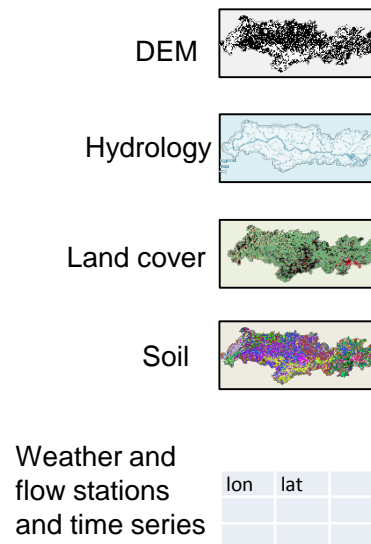 DEM
Hydrology
Land cover
Soil
Weather and
flow stations
and time series
lon lat